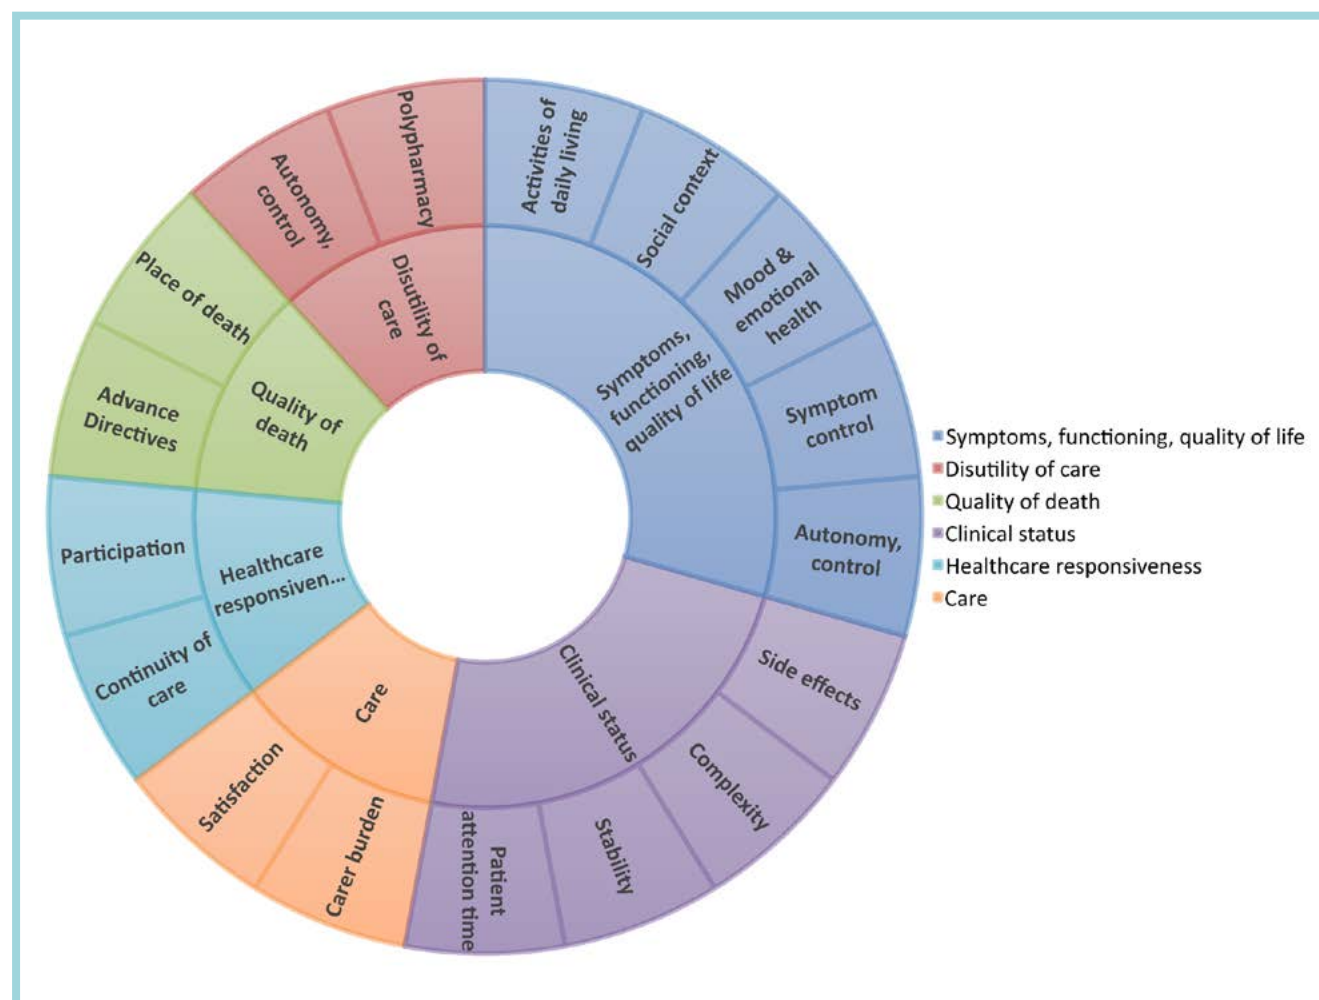 Activities of
daily living
Social context
Mood &
emotional
health
Symptom
control
Autonomy,
control
Symptoms,
functioning,
quality of life
Side effects
Complexity
Stability
Patient
attention time
Clinical status
Carer burden
Satisfaction
Care
Continuity of
care
Participation
Healthcare
responsiven...
Advance
Directives
Place of death
Quality of
death
Autonomy,
control
Polypharmacy
Disutility of
care
Symptoms, functioning, quality of life
Disutility of care
Quality of death
Clinical status
Healthcare responsiveness
Care